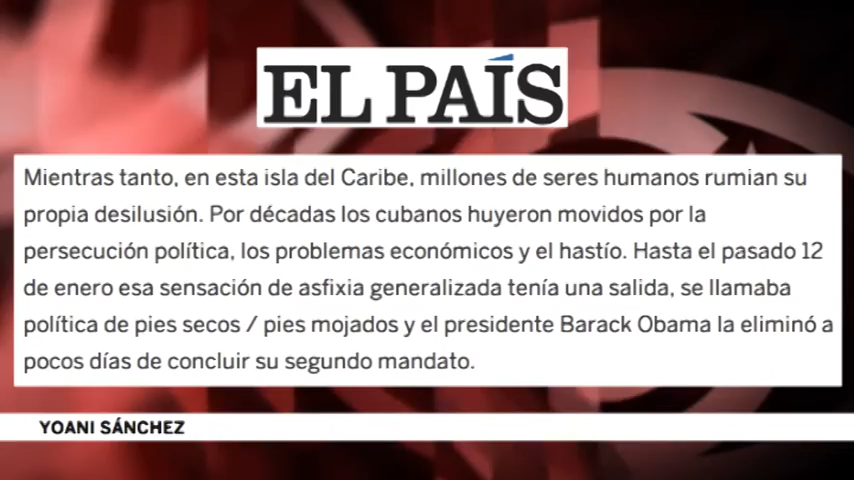 EL PAÍS
Mientras tanto, en esta isla del Caribe, millones de seres humanos rumian su
propia desilusión. Por décadas los cubanos huyeron movidos por la
persecución política, los problemas económicos y el hastío. Hasta el pasado 12
de enero esa sensación de asfixia generalizada tenía una salida, se llamaba
política de pies secos / pies mojados y el presidente Barack Obama la eliminó a
pocos días de concluir su segundo mandato.
YOANI SÁNCHEZ